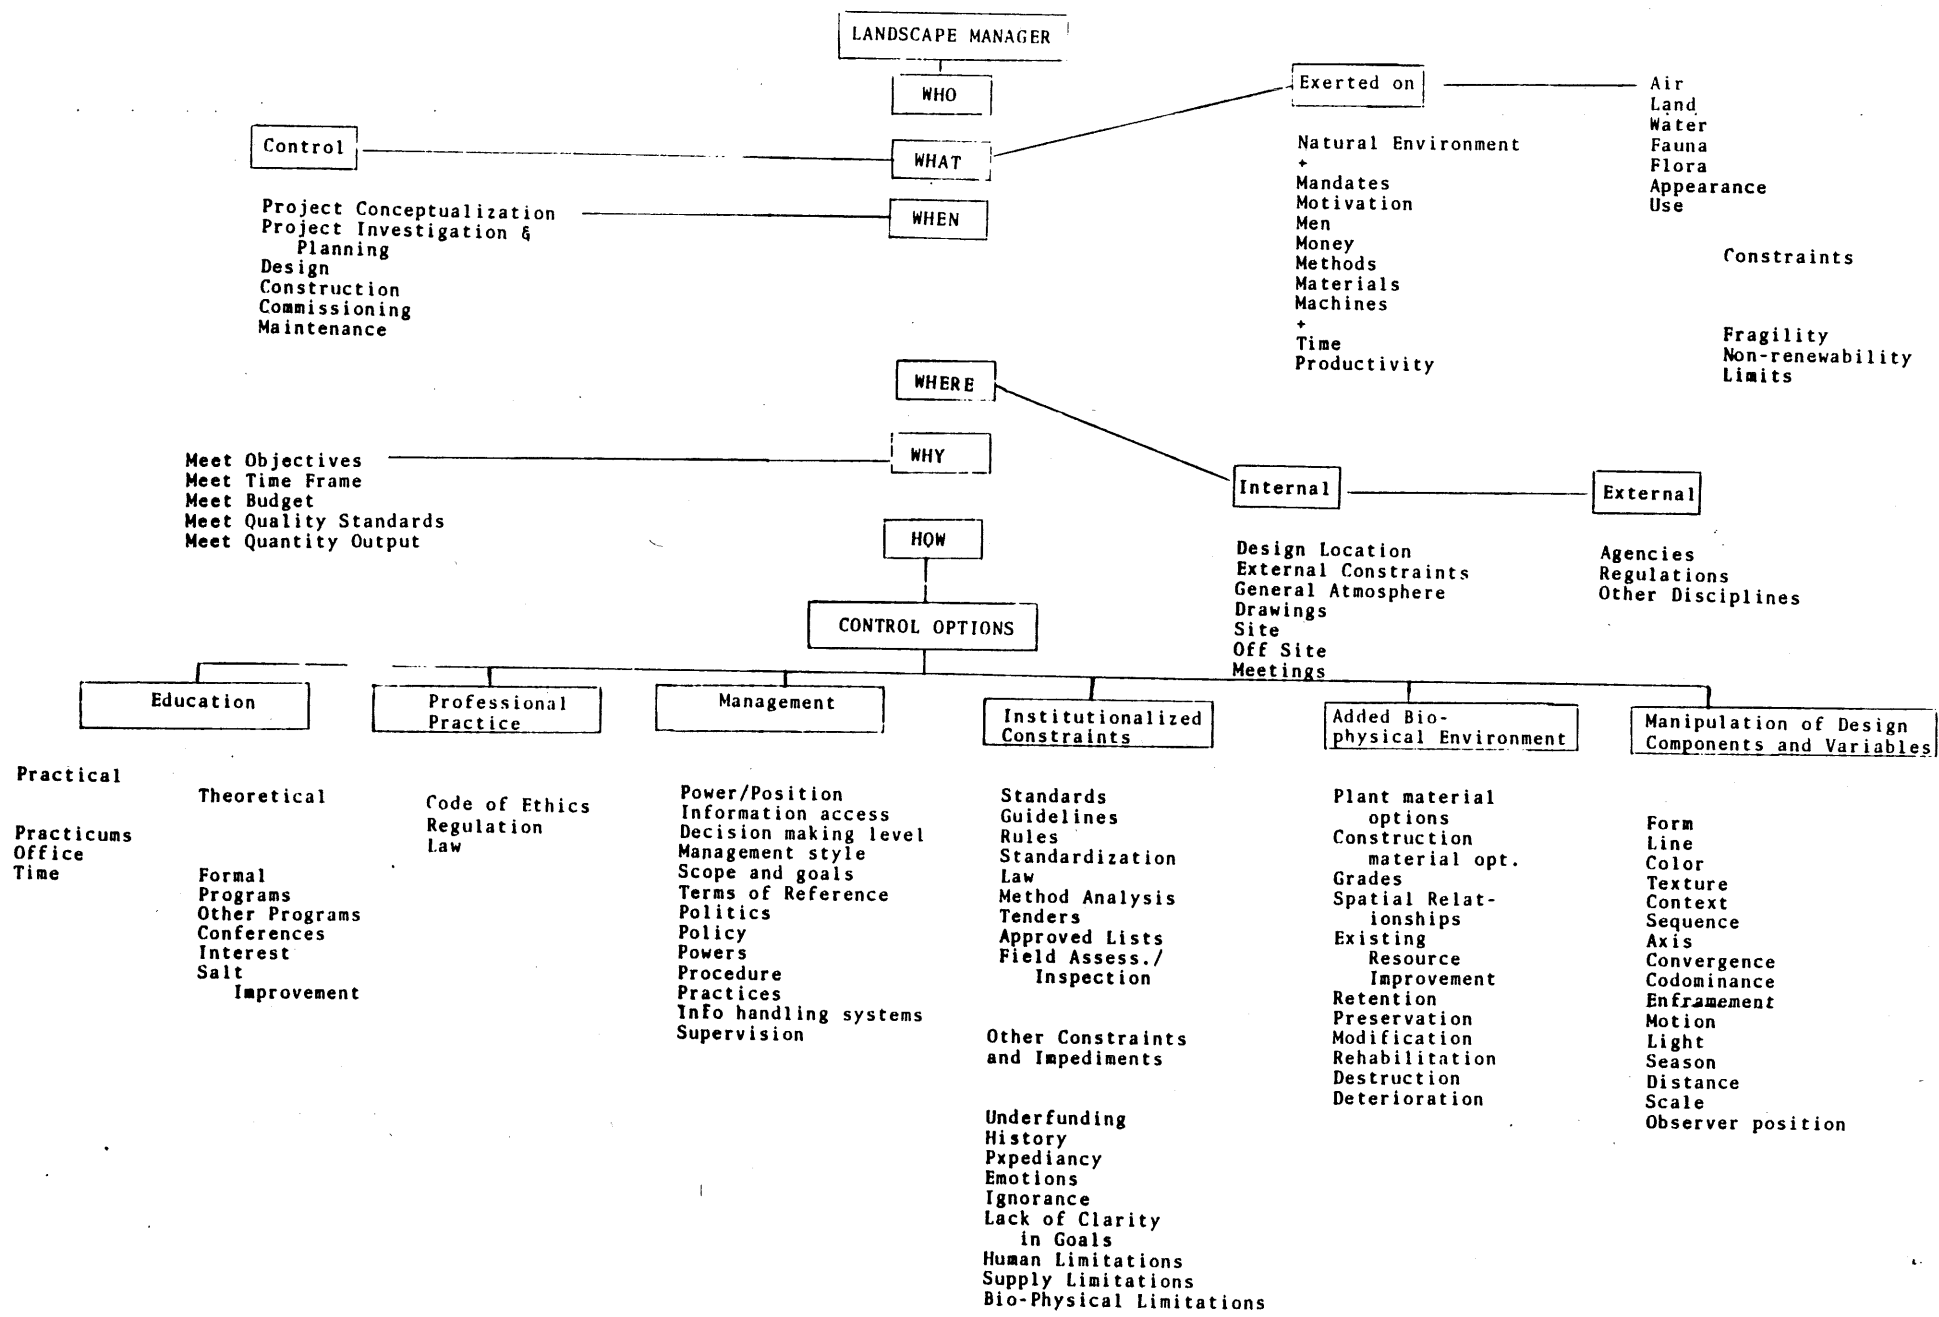 LANDSCAPE MANAGER
WHO
Control
WHAT
Exerted on
Air
Land
Water
Fauna
Flora
Appearance
Use
Natural Environment
+
Mandates
Motivation
Men
Money
Methods
Materials
Machines
+
Time
Productivity
Constraints
Fragility
Non-renewability
Limits
WHEN
Project Conceptualization
Project Investigation &
Planning
Design
Construction
Commissioning
Maintenance
WHERE
WHY
Meet Objectives
Meet Time Frame
Meet Budget
Meet Quality Standards
Meet Quantity Output
Internal
External
Design Location
External Constraints
General Atmosphere
Drawings
Site
Off Site
Meetings
Agencies
Regulations
Other Disciplines
HOW
CONTROL OPTIONS
Education
Practical
Practicums
Office
Time
Theoretical
Formal
Programs
Other Programs
Conferences
Interest
Salt
Improvement
Professional
Practice
Code of Ethics
Regulation
Law
Management
Power/Position
Information access
Decision making level
Management style
Scope and goals
Terms of Reference
Politics
Policy
Powers
Procedure
Practices
Info handling systems
Supervision
Institutionalized
Constraints
Standards
Guidelines
Rules
Standardization
Law
Method Analysis
Tenders
Approved Lists
Field Assess./
Inspection
Other Constraints
and Impediments
Underfunding
History
Pxpediancy
Emotions
Ignorance
Lack of Clarity
in Goals
Human Limitations
Supply Limitations
Bio-Physical Limitations
Added Bio-
physical Environment
Plant material
options
Construction
material opt.
Grades
Spatial Relat-
ionships
Existing
Resource
Improvement
Retention
Preservation
Modification
Rehabilitation
Destruction
Deterioration
Manipulation of Design
Components and Variables
Form
Line
Color
Texture
Context
Sequence
Axis
Convergence
Codominance
Enframement
Motion
Light
Season
Distance
Scale
Observer position